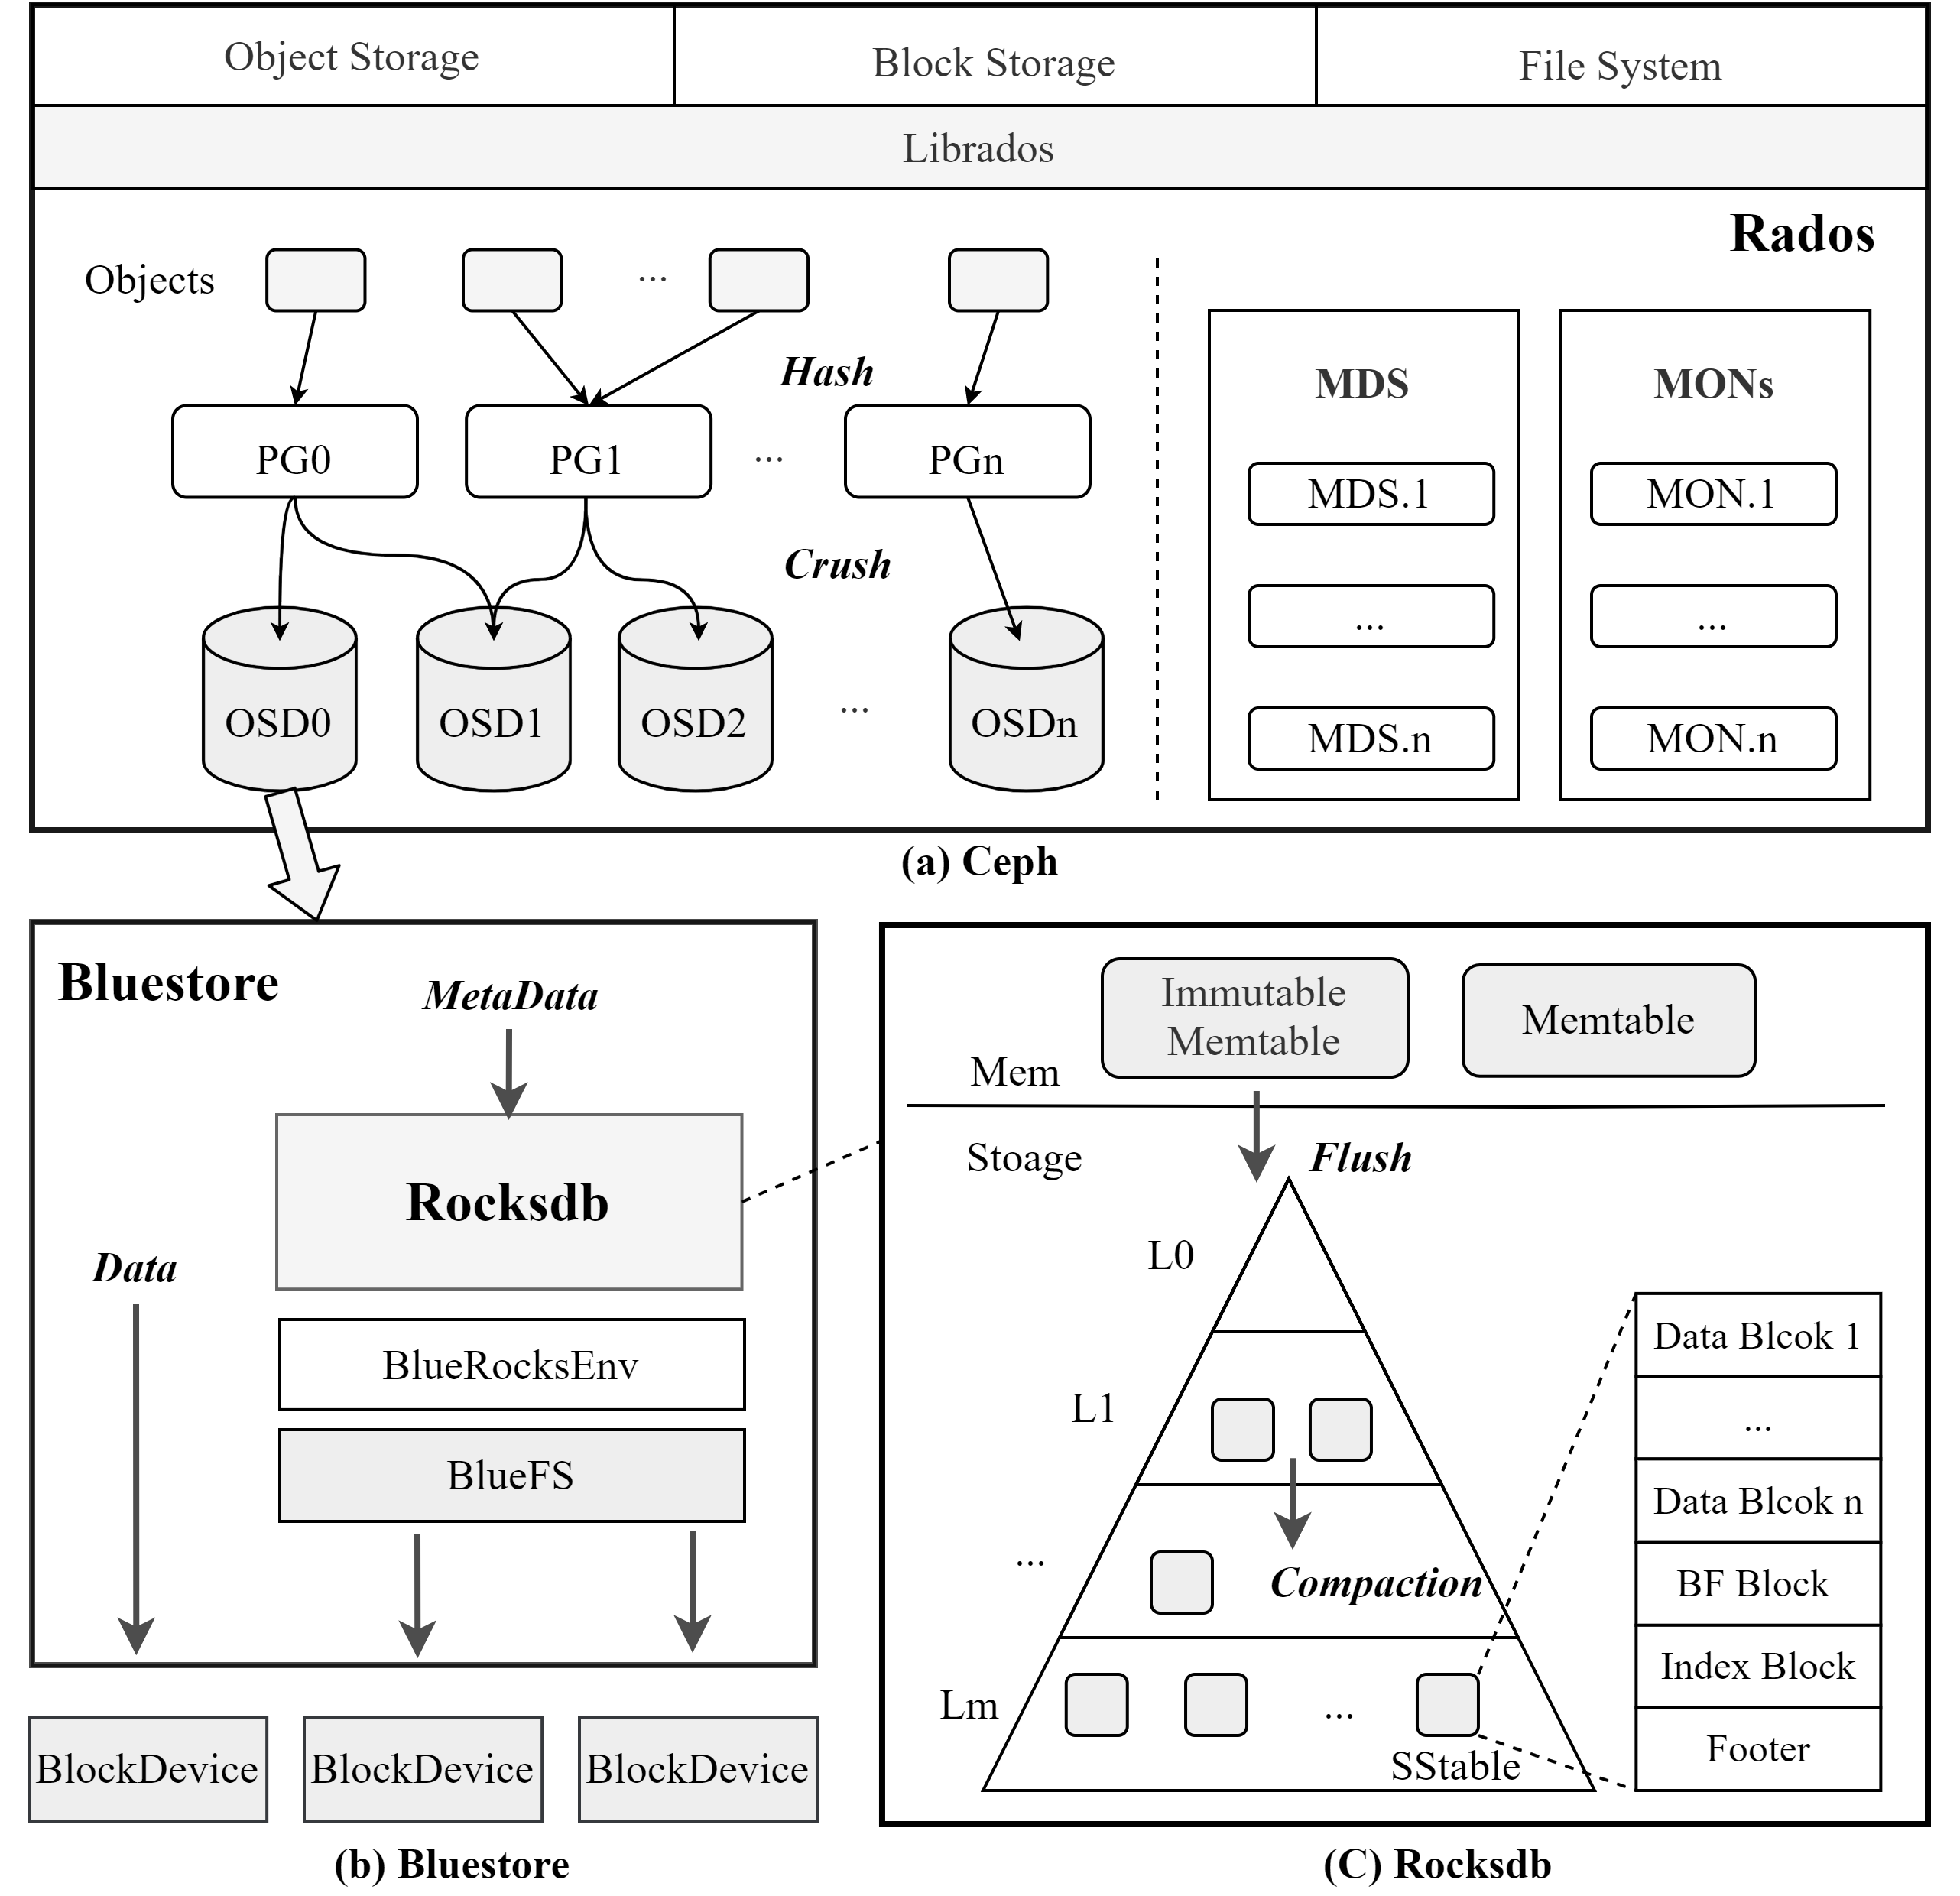 Object Storage
Block Storage
File System
Librados
Rados
Objects
...
Hash
PG0
PG1
...
PGn
Crush
OSD0
OSD1
OSD2
...
OSDn
MDS
MDS.1
...
MDS.n
MONs
MON.1
...
MON.n
(a) Ceph
Bluestore
MetaData
Rocksdb
Data
BlueRocksEnv
BlueFS
BlockDevice
BlockDevice
BlockDevice
(b) Bluestore
Immutable
Memtable
Memtable
Mem
Stoage
Flush
L0
L1
...
Compaction
Lm
...
SStable
Data Blcok 1
...
Data Blcok n
BF Block
Index Block
Footer
(C) Rocksdb